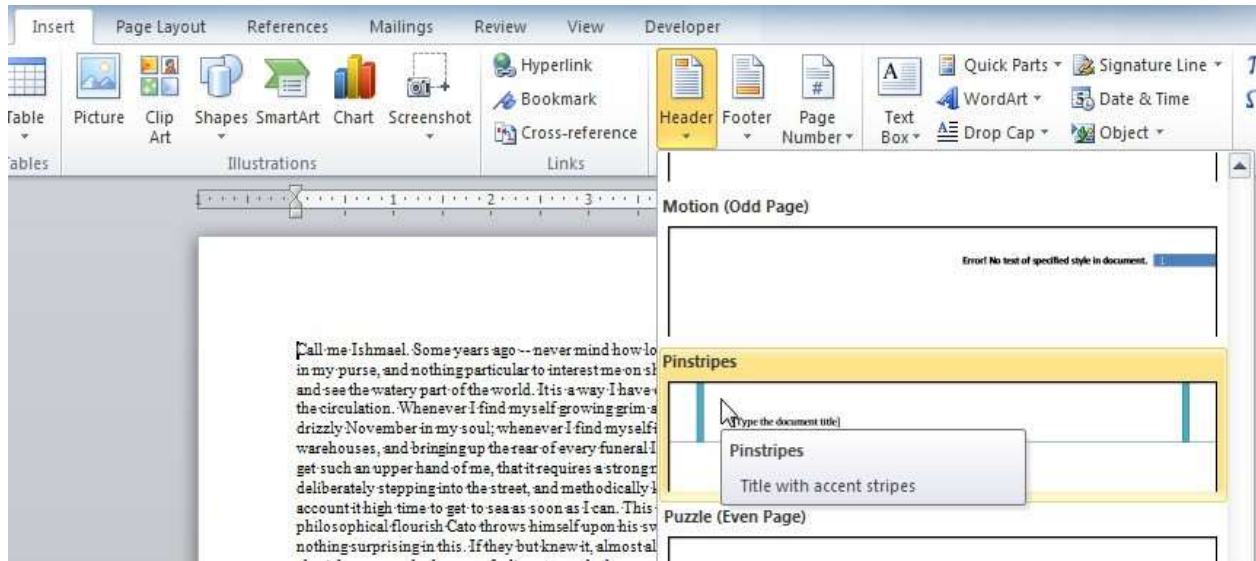 Insert Page Layout References Mailings Review View Developer
Table
Picture
Clip Art
Shapes
SmartArt
Chart
Screenshot
Hyperlink
Bookmark
Cross-reference
Header
Footer
Page Number
Text Box
Quick Parts
WordArt
Drop Cap
Signature Line
Date & Time
Object
ables
Illustrations
Links
1 1 2 3
Motion (Odd Page)
Error! No text of specified style in document. 1
Pinstripes
[Type the document title]
Pinstripes
Title with accent stripes
Puzzle (Even Page)
Call me Ishmael. Some years ago -- never mind how lo
in my purse, and nothing particular to interest me on sh
and see the watery part of the world. It is a way I have
the circulation. Whenever I find myself growing grim a
drizzly November in my soul; whenever I find myself i
warehouses, and bringing up the rear of every funeral I
get such an upper hand of me, that it requires a strong m
deliberately stepping into the street, and methodically k
account it high time to get to sea as soon as I can. This
philosophical flourish Cato throws himself upon his sw
nothing surprising in this. If they but knew it, almost al